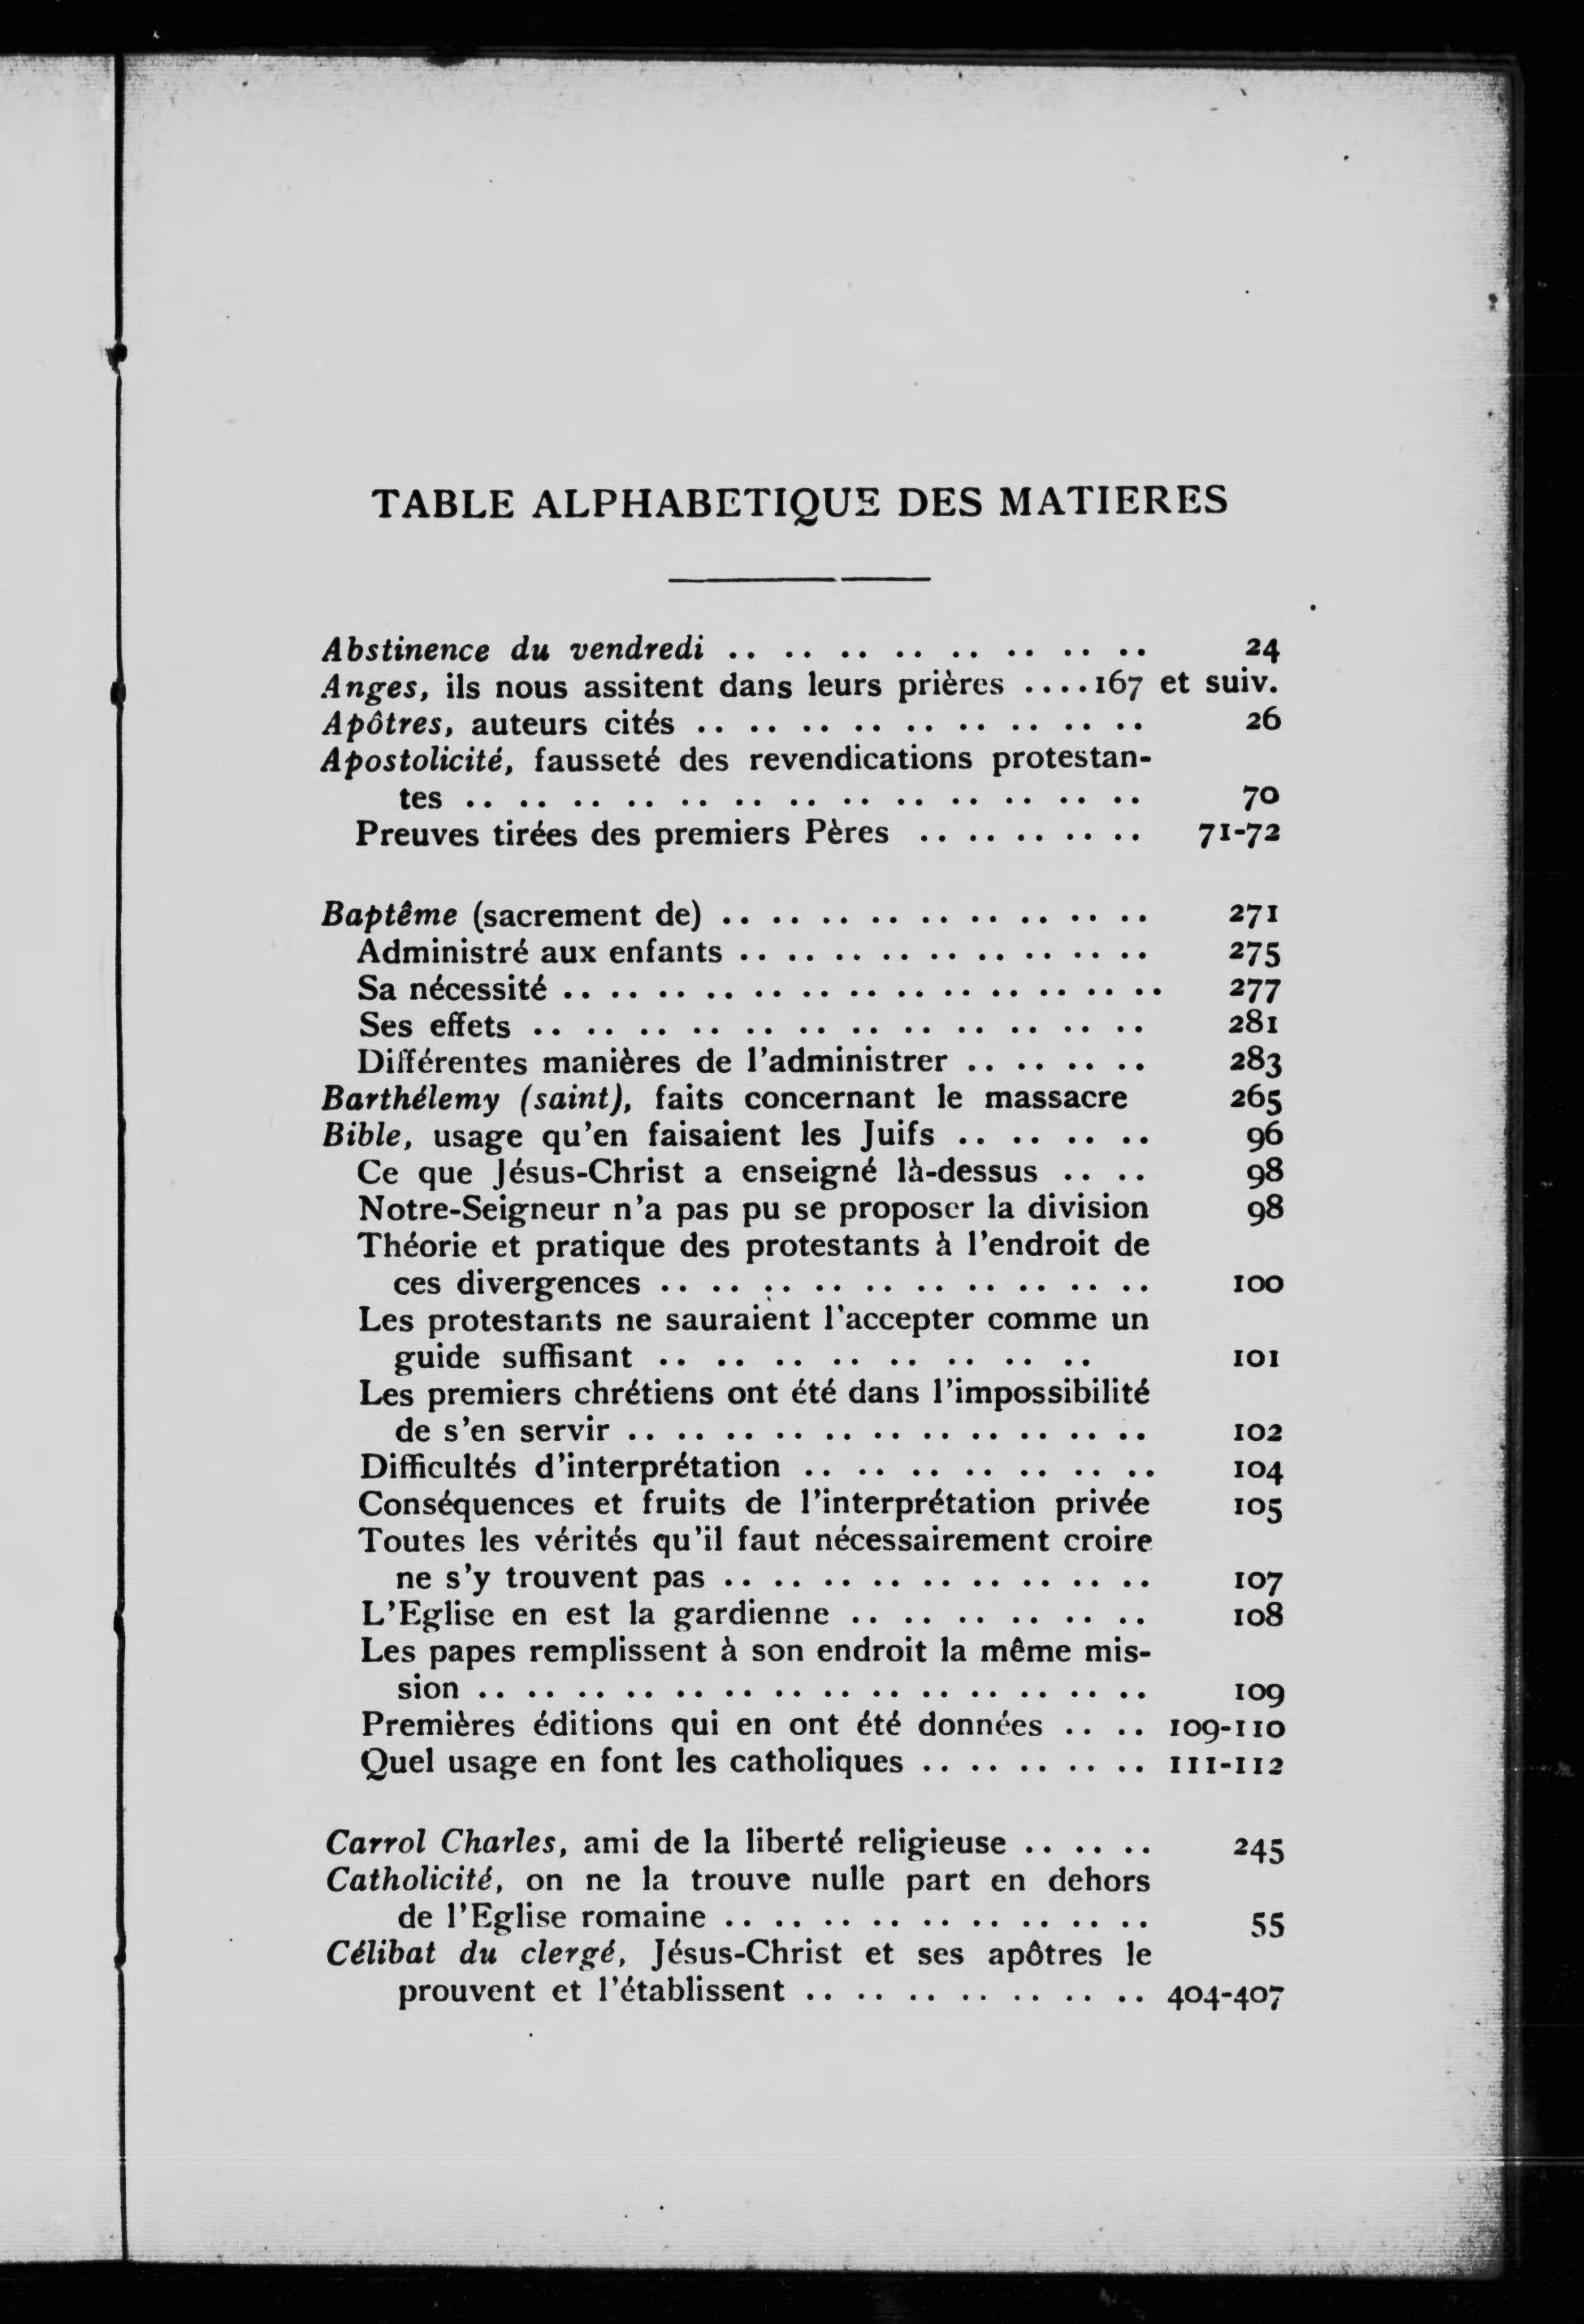 TABLE ALPHABETIQUE DES MATIERES
Abstinence du vendredi .. .. .. .. .. .. .. .. 24
Anges, ils nous assitent dans leurs prières ....167 et suiv.
Apôtres, auteurs cités .. .. .. .. .. .. .. .. .. 26
Apostolicité, fausseté des revendications protestan-
tes .. .. .. .. .. .. .. .. .. .. .. .. .. 70
Preuves tirées des premiers Pères .. .. .. .. .. 71-72
Baptême (sacrement de) .. .. .. .. .. .. .. .. .. 271
Administré aux enfants .. .. .. .. .. .. .. .. .. 275
Sa nécessité .. .. .. .. .. .. .. .. .. .. .. .. .. 277
Ses effets .. .. .. .. .. .. .. .. .. .. .. .. 281
Différentes manières de l'administrer .. .. .. .. 283
Barthélemy (saint), faits concernant le massacre 265
Bible, usage qu'en faisaient les Juifs .. .. .. .. 96
Ce que Jésus-Christ a enseigné là-dessus .. .. 98
Notre-Seigneur n'a pas pu se proposer la division 98
Théorie et pratique des protestants à l'endroit de
ces divergences .. .. .. .. .. .. .. .. .. .. 100
Les protestants ne sauraient l'accepter comme un
guide suffisant .. .. .. .. .. .. .. .. 101
Les premiers chrétiens ont été dans l'impossibilité
de s'en servir .. .. .. .. .. .. .. .. .. .. .. 102
Difficultés d'interprétation .. .. .. .. .. .. .. 104
Conséquences et fruits de l'interprétation privée 105
Toutes les vérités qu'il faut nécessairement croire
ne s'y trouvent pas .. .. .. .. .. .. .. .. .. 107
L'Eglise en est la gardienne .. .. .. .. .. .. 108
Les papes remplissent à son endroit la même mis-
sion .. .. .. .. .. .. .. .. .. .. .. .. .. .. 109
Premières éditions qui en ont été données .. .. 109-110
Quel usage en font les catholiques .. .. .. .. .. 111-112
Carrol Charles, ami de la liberté religieuse .. .. .. 245
Catholicité, on ne la trouve nulle part en dehors
de l'Eglise romaine .. .. .. .. .. .. .. .. .. 55
Célibat du clergé, Jésus-Christ et ses apôtres le
prouvent et l'établissent .. .. .. .. .. .. .. 404-407